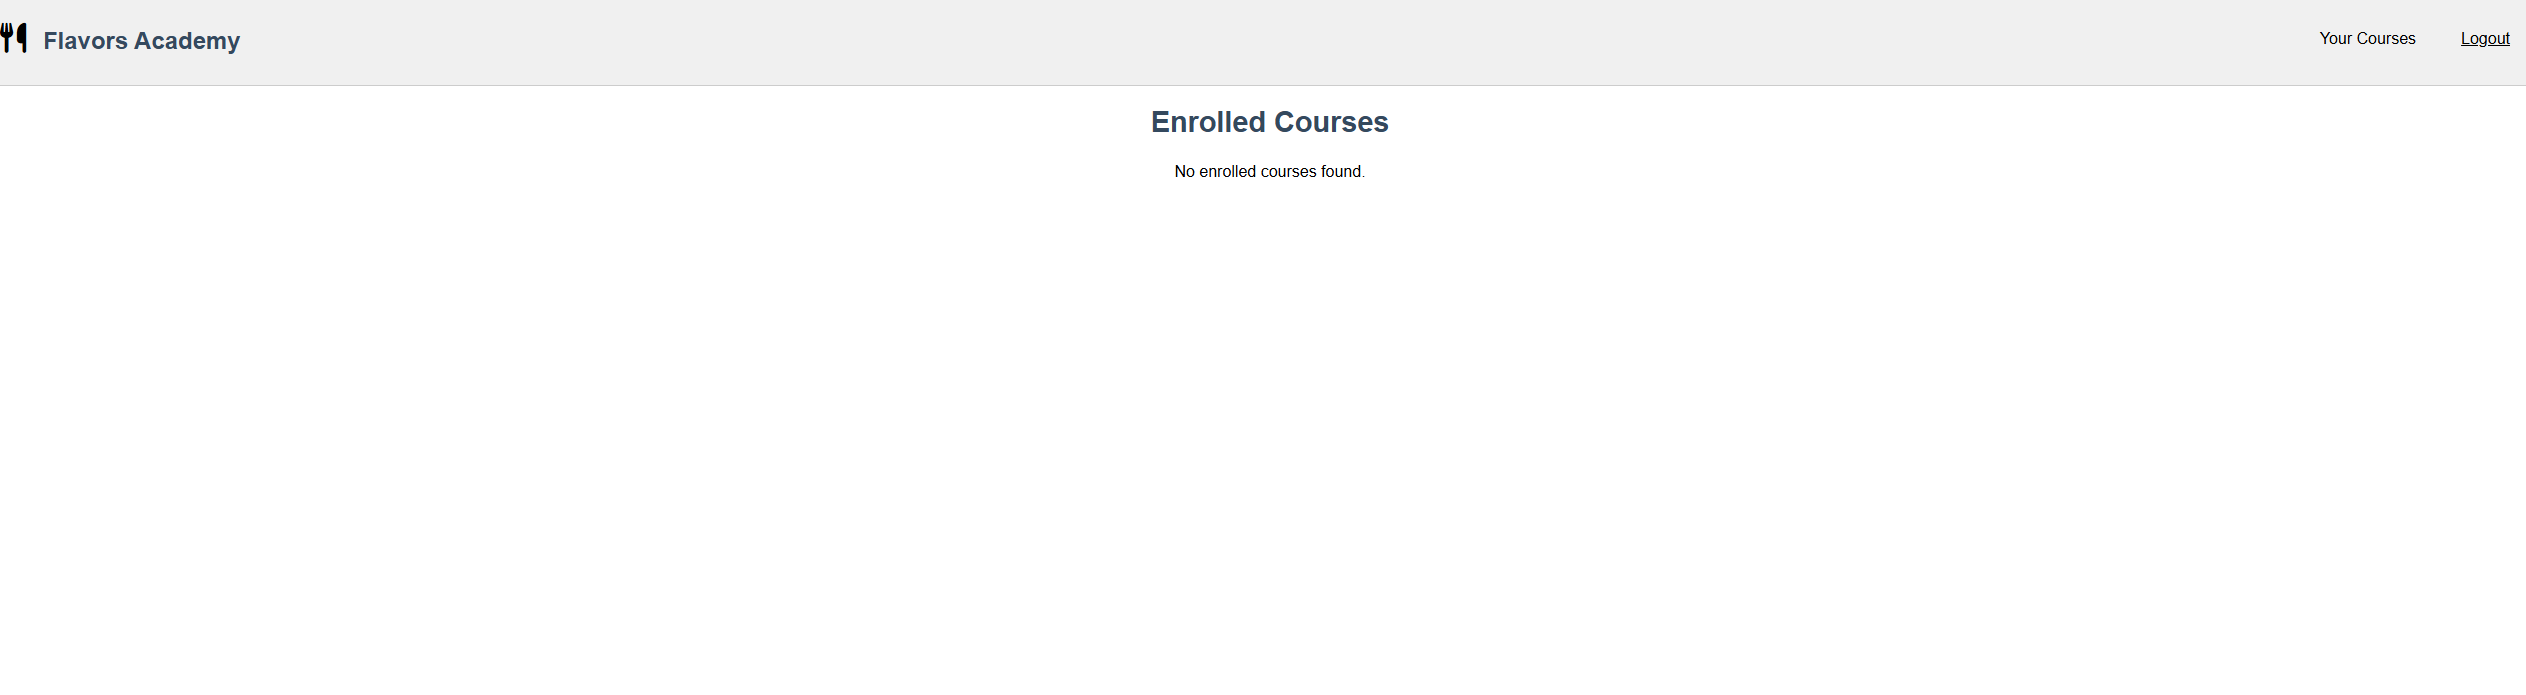 Flavors Academy
Your Courses
Logout
Enrolled Courses
No enrolled courses found.